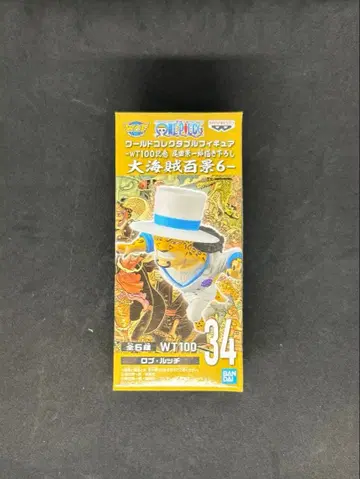 ONE PIECE
BANPRESTO
ワールドコレクタブルフィギュア
-WT100記念 尾田栄一郎描き下ろし
大海賊百景6-
全6種 WT100-34
ロブ・ルッチ
BANDAI